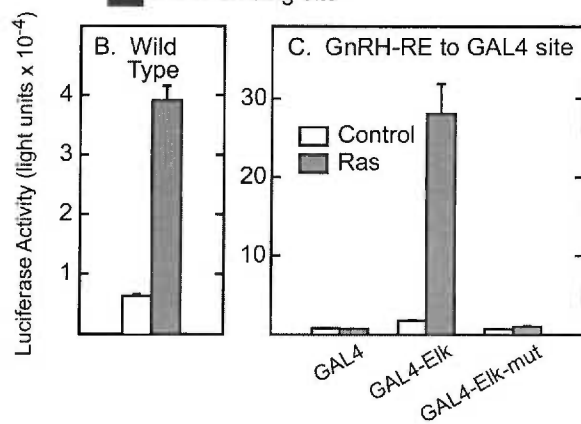 B. Wild Type
C. GnRH-RE to GAL4 site
Luciferase Activity (light units x 10-4)
4
3
2
1
30
20
10
Control
Ras
GAL4
GAL4-Elk
GAL4-Elk-mut